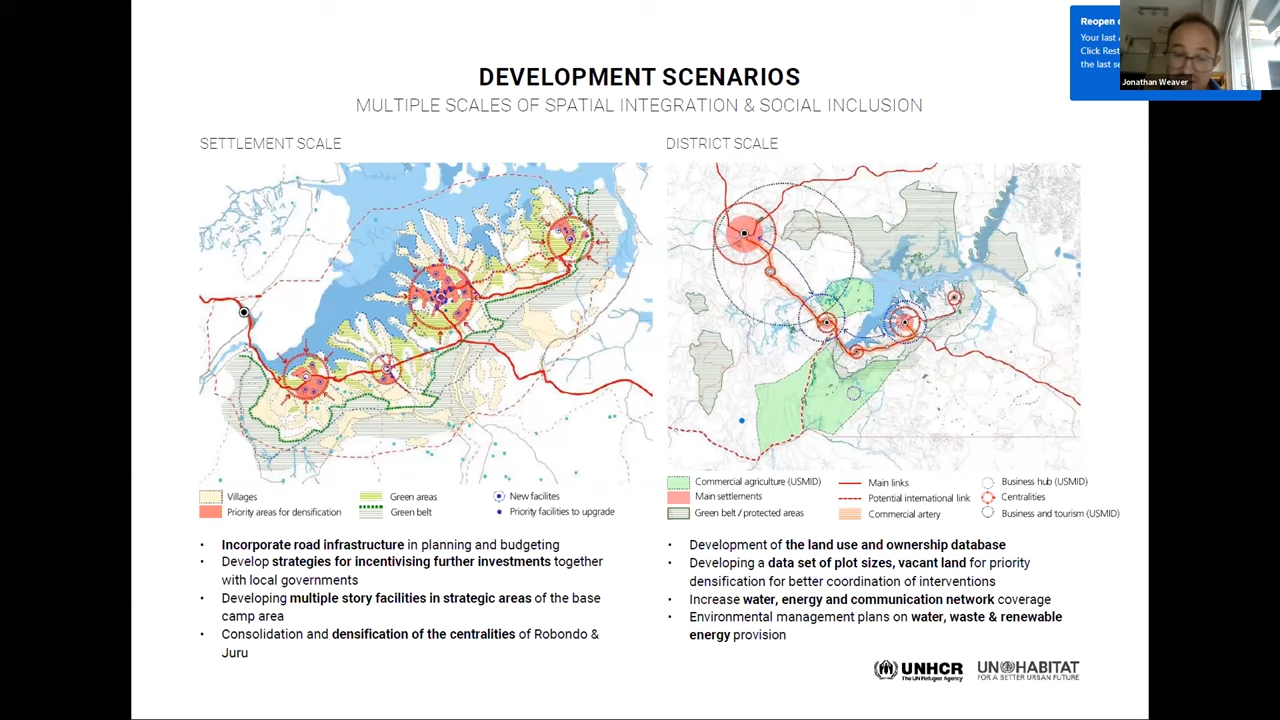 DEVELOPMENT SCENARIOS
MULTIPLE SCALES OF SPATIAL INTEGRATION & SOCIAL INCLUSION
SETTLEMENT SCALE
Villages
Priority areas for densification
Green areas
Green belt
New facilites
Priority facilities to upgrade
• Incorporate road infrastructure in planning and budgeting
• Develop strategies for incentivising further investments together
with local governments
• Developing multiple story facilities in strategic areas of the base
camp area
• Consolidation and densification of the centralities of Robondo &
Juru
DISTRICT SCALE
Commercial agriculture (USMID)
Main settlements
Green belt / protected areas
Main links
Potential international link
Commercial artery
Business hub (USMID)
Centralities
Business and tourism (USMID)
• Development of the land use and ownership database
• Developing a data set of plot sizes, vacant land for priority
densification for better coordination of interventions
• Increase water, energy and communication network coverage
• Environmental management plans on water, waste & renewable
energy provision
UNHCR
The UN Refugee Agency
UN HABITAT
FOR A BETTER URBAN FUTURE
Reopen
Your last
Click
the last
Jonathan Weaver